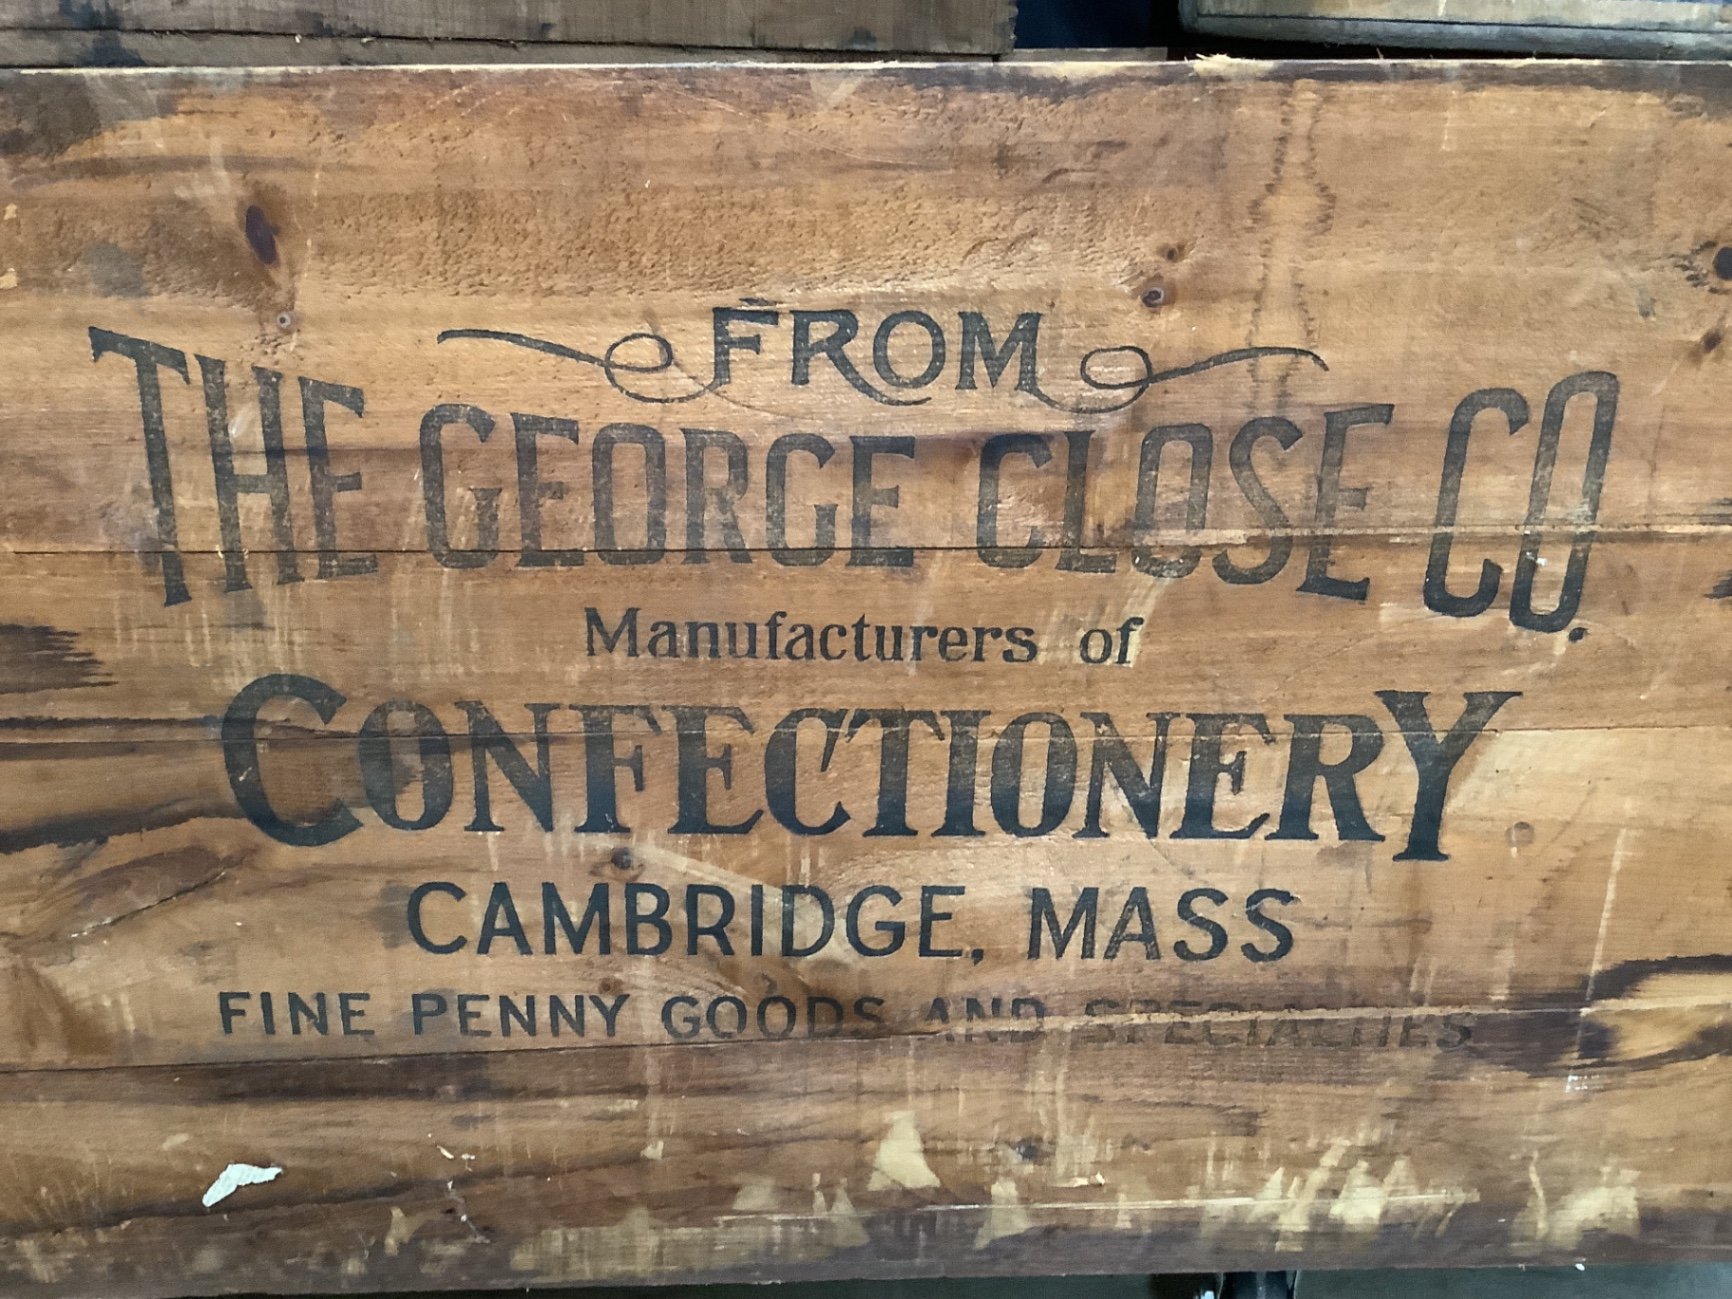 FROM
THE GEORGE CLOSE CO.
Manufacturers of
CONFECTIONERY
CAMBRIDGE, MASS
FINE PENNY GOODS AND SPECIALTIES